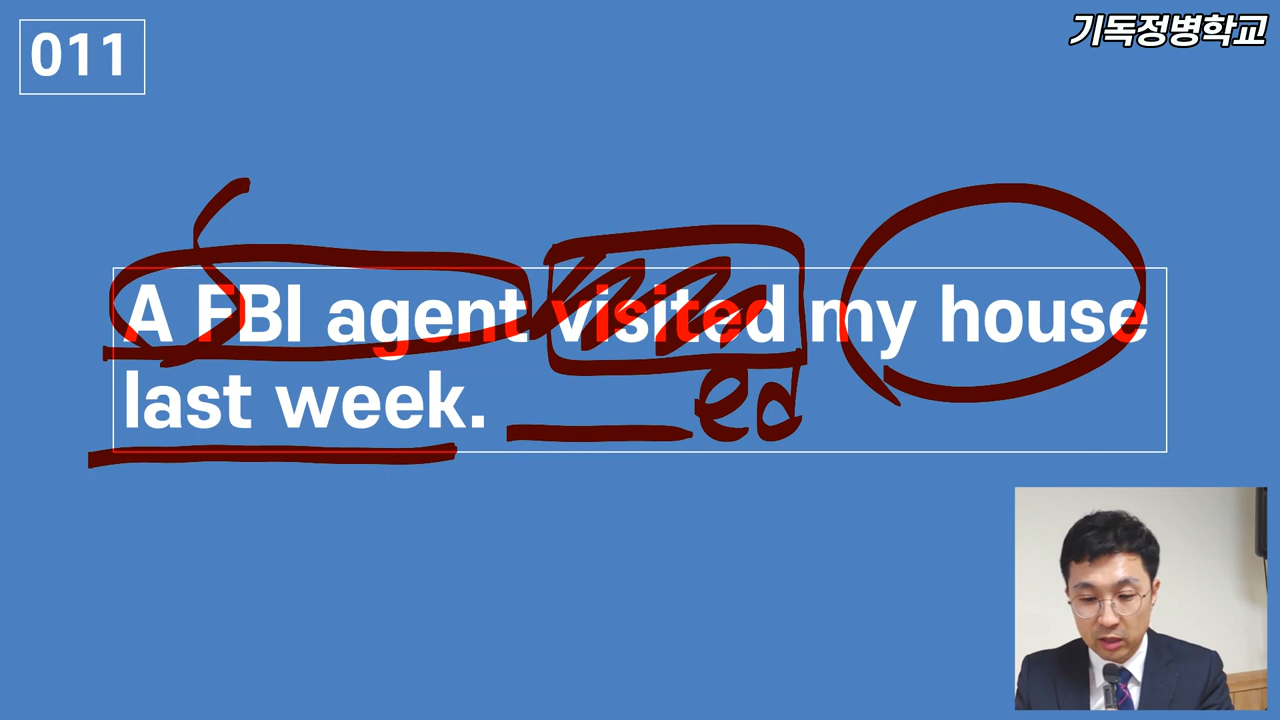 011
기독정병학교
A FBI agent visited my house
last week.
ed